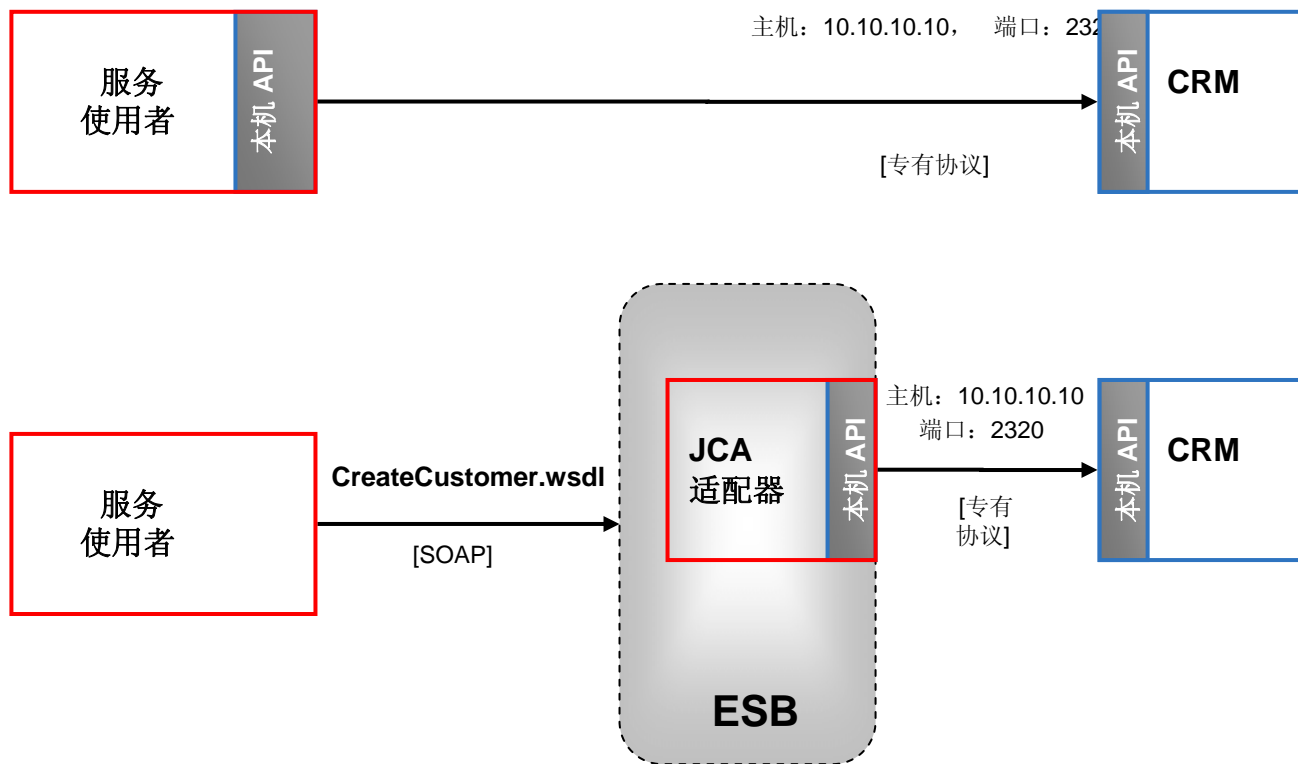 主机：10.10.10.10， 端口：232
服务
使用者
本机 API
本机 API
CRM
[专有协议]
主机：10.10.10.10
端口：2320
JCA
适配器
本机 API
本机 API
CRM
CreateCustomer.wsdl
服务
使用者
[SOAP]
[专有
协议]
ESB